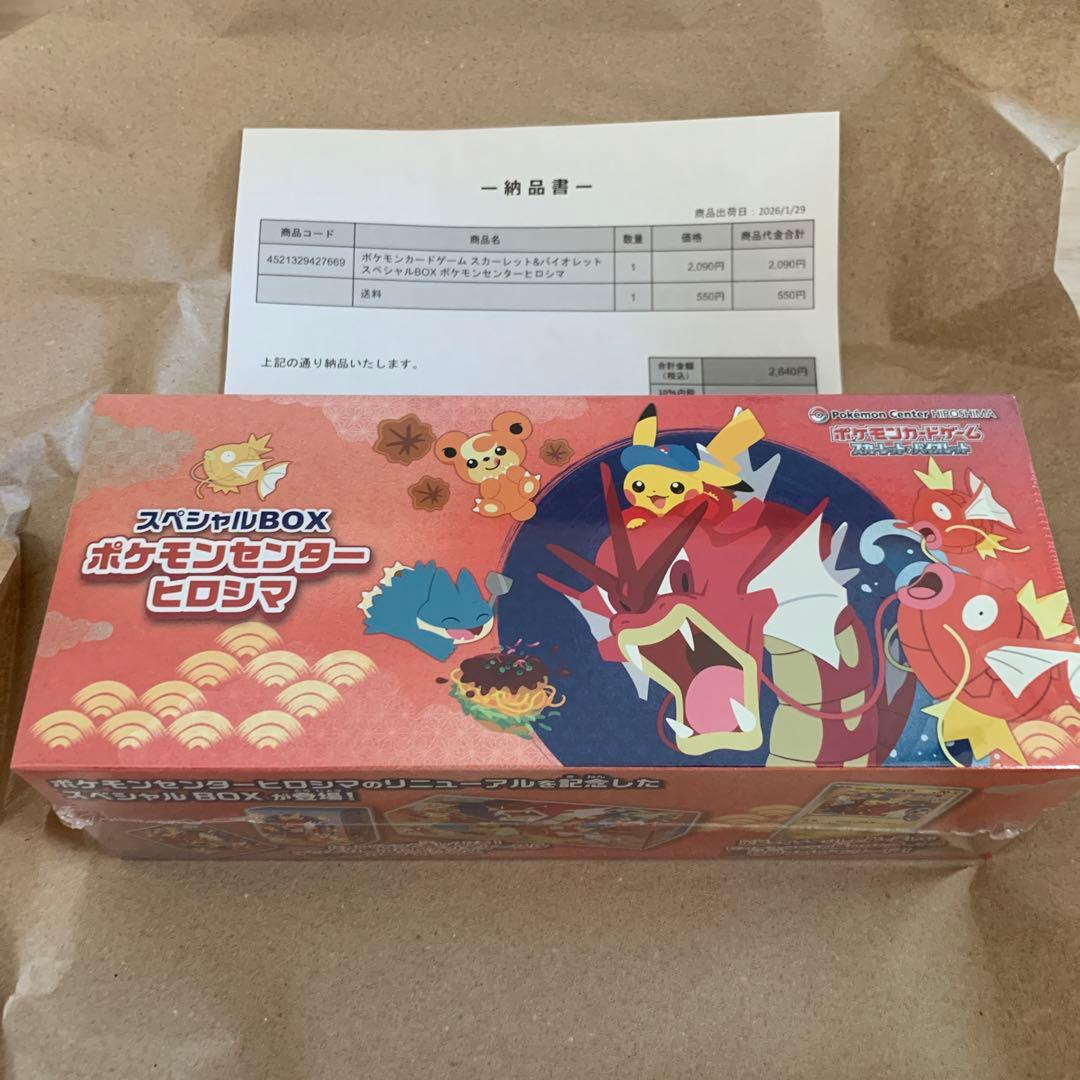 ー納品書ー
商品出荷日：2026/1/29
商品コード 商品名 数量 価格 商品代金合計
4521329427669 ポケモンカードゲーム スカーレット&バイオレット 1 2,090円 2,090円
スペシャルBOX ポケモンセンターヒロシマ
送料 1 550円 550円
上記の通り納品いたします。
合計金額 2,640円
(税込)
10%内税
Pokémon Center HIROSHIMA
ポケモンカードゲーム
スカーレット&バイオレット
スペシャルBOX
ポケモンセンター
ヒロシマ
ポケモンセンターヒロシマのリニューアルを記念した
スペシャル BOX が登場!